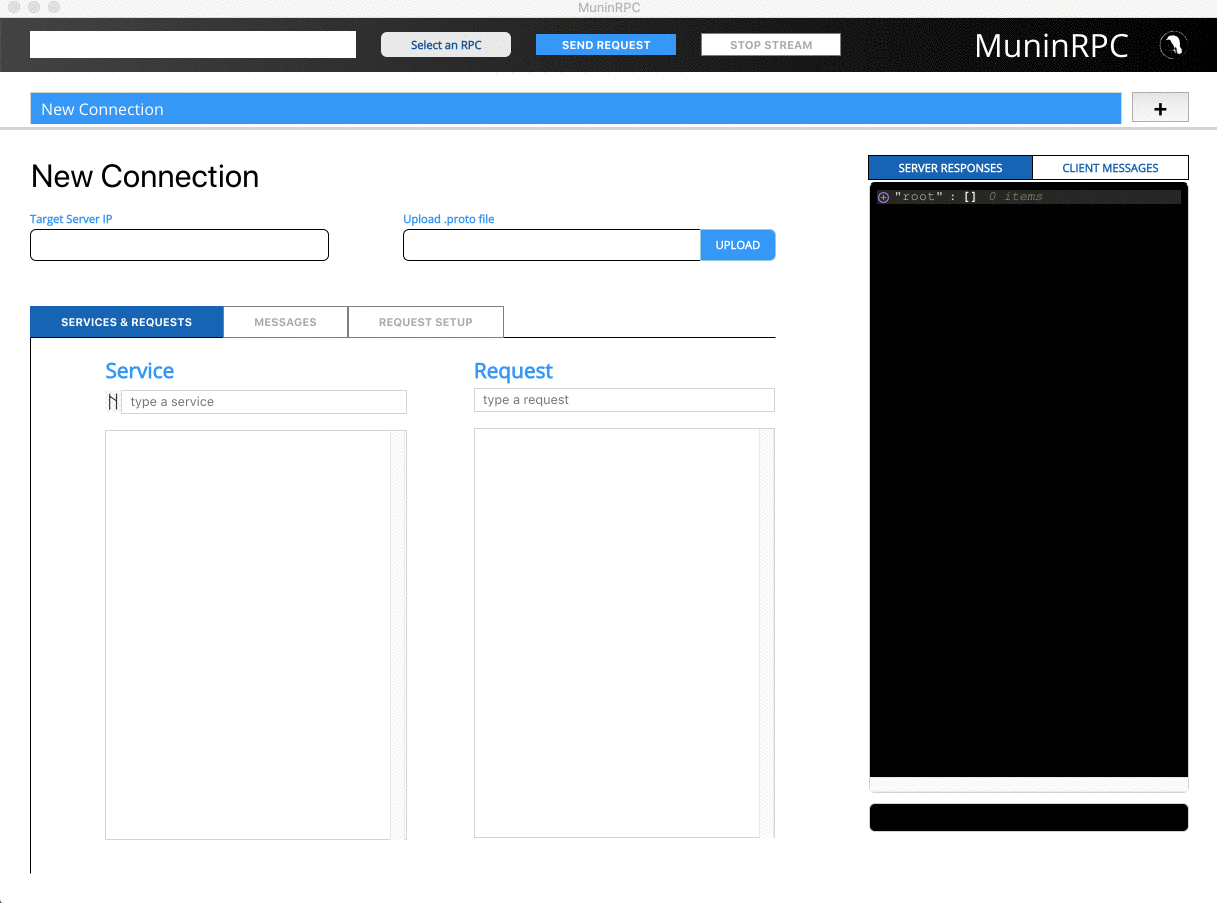 MuninRPC
Select an RPC
SEND REQUEST
STOP STREAM
MuninRPC
New Connection
+
New Connection
Target Server IP
Upload .proto file
UPLOAD
SERVICES & REQUESTS
MESSAGES
REQUEST SETUP
Service
type a service
Request
type a request
SERVER RESPONSES
CLIENT MESSAGES
"root" : [] 0 items